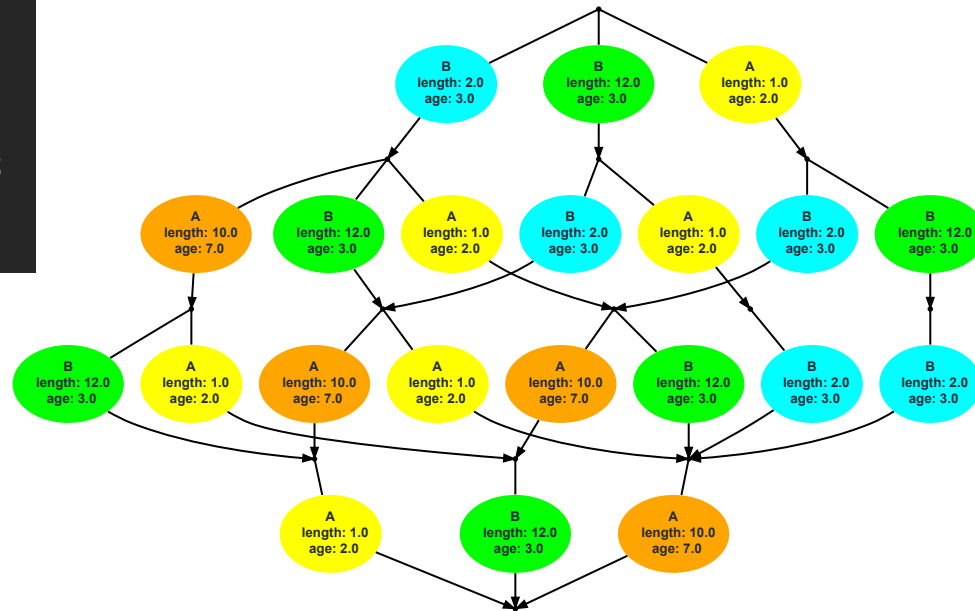 B
length: 2.0
age: 3.0
B
length: 12.0
age: 3.0
A
length: 1.0
age: 2.0
A
length: 10.0
age: 7.0
B
length: 12.0
age: 3.0
A
length: 1.0
age: 2.0
B
length: 2.0
age: 3.0
A
length: 1.0
age: 2.0
B
length: 2.0
age: 3.0
B
length: 12.0
age: 3.0
B
length: 12.0
age: 3.0
A
length: 1.0
age: 2.0
A
length: 10.0
age: 7.0
A
length: 1.0
age: 2.0
A
length: 10.0
age: 7.0
B
length: 12.0
age: 3.0
B
length: 2.0
age: 3.0
B
length: 2.0
age: 3.0
A
length: 1.0
age: 2.0
B
length: 12.0
age: 3.0
A
length: 10.0
age: 7.0